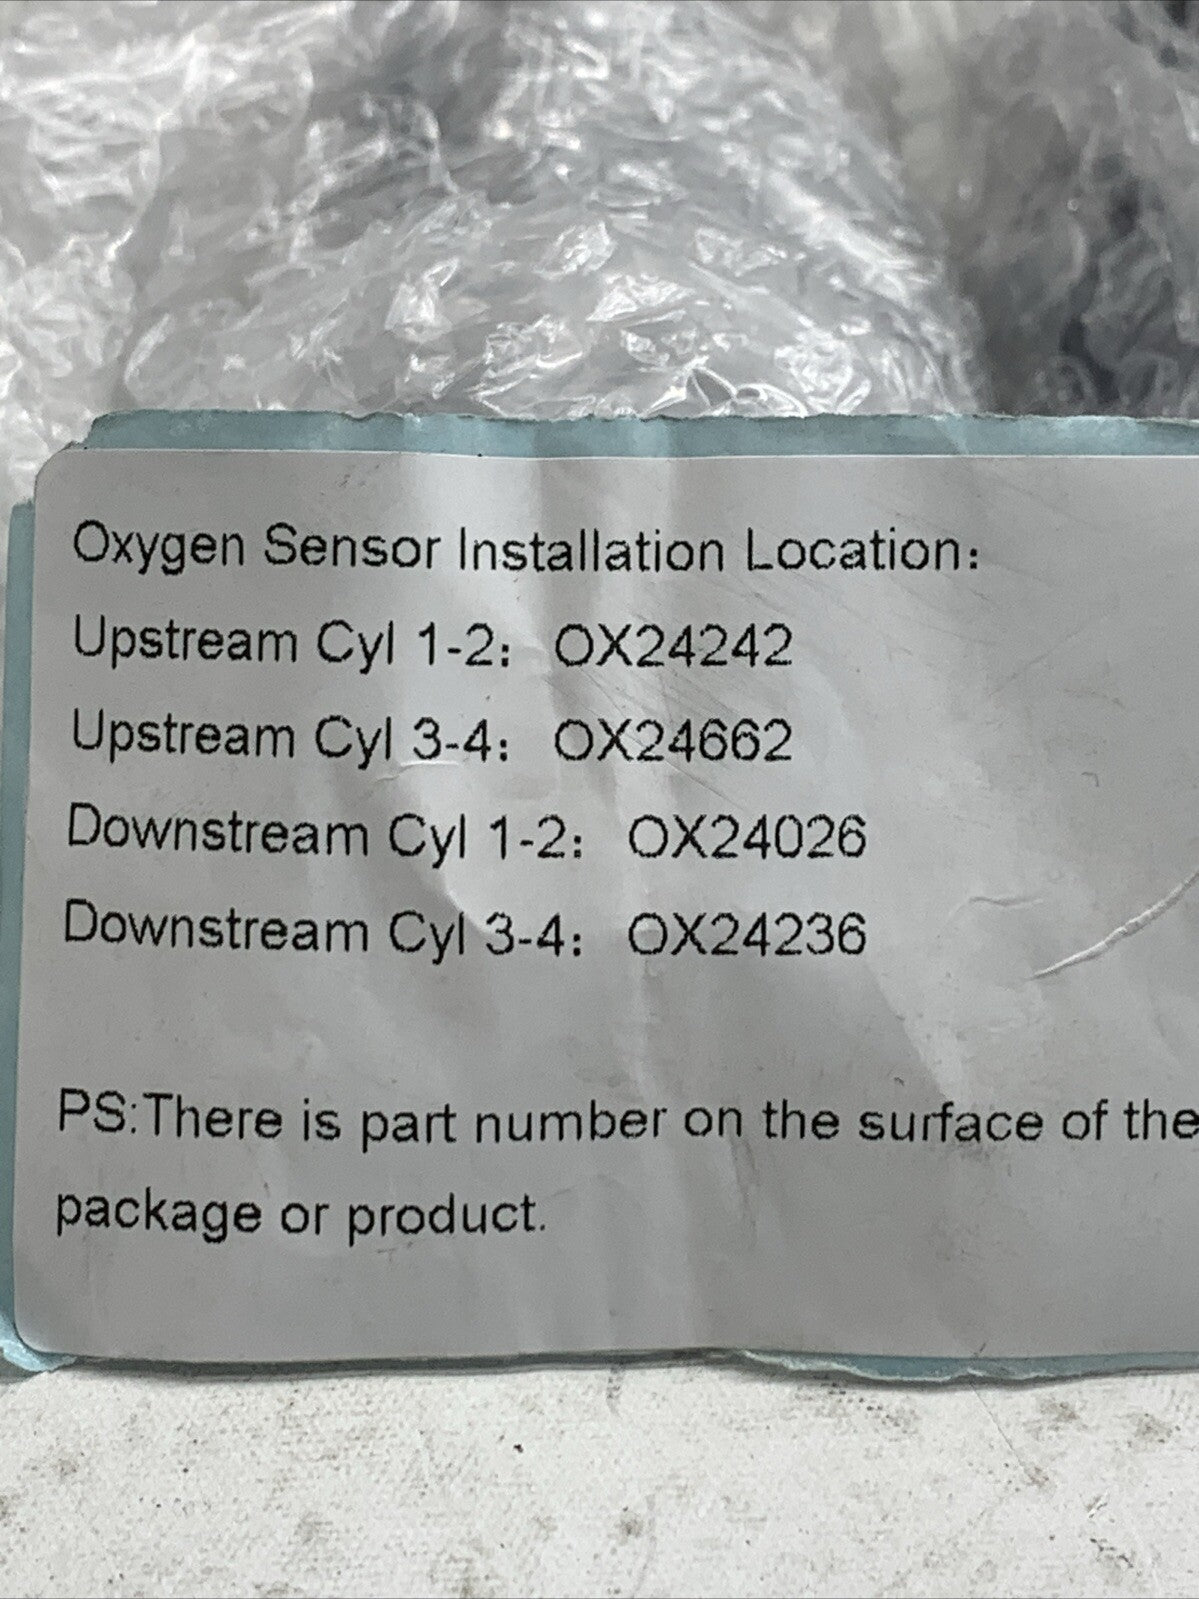 Oxygen Sensor Installation Location:
Upstream Cyl 1-2: OX24242
Upstream Cyl 3-4: OX24662
Downstream Cyl 1-2: OX24026
Downstream Cyl 3-4: OX24236
PS:There is part number on the surface of the
package or product.